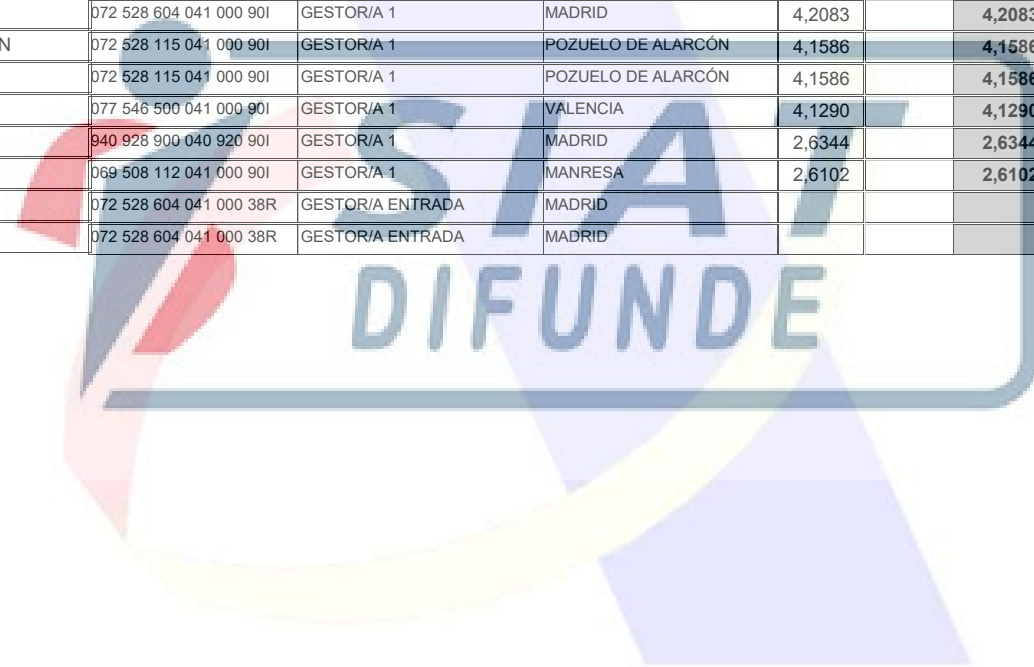 072 528 604 041 000 90I GESTOR/A 1 MADRID 4,2083 4,2083
N 072 528 115 041 000 90I GESTOR/A 1 POZUELO DE ALARCÓN 4,1586 4,1586
072 528 115 041 000 90I GESTOR/A 1 POZUELO DE ALARCÓN 4,1586 4,1586
077 546 500 041 000 90I GESTOR/A 1 VALENCIA 4,1290 4,1290
940 928 900 040 920 90I GESTOR/A 1 MADRID 2,6344 2,6344
069 508 112 041 000 90I GESTOR/A 1 MANRESA 2,6102 2,6102
072 528 604 041 000 38R GESTOR/A ENTRADA MADRID
072 528 604 041 000 38R GESTOR/A ENTRADA MADRID
SIAT
DIFUNDE